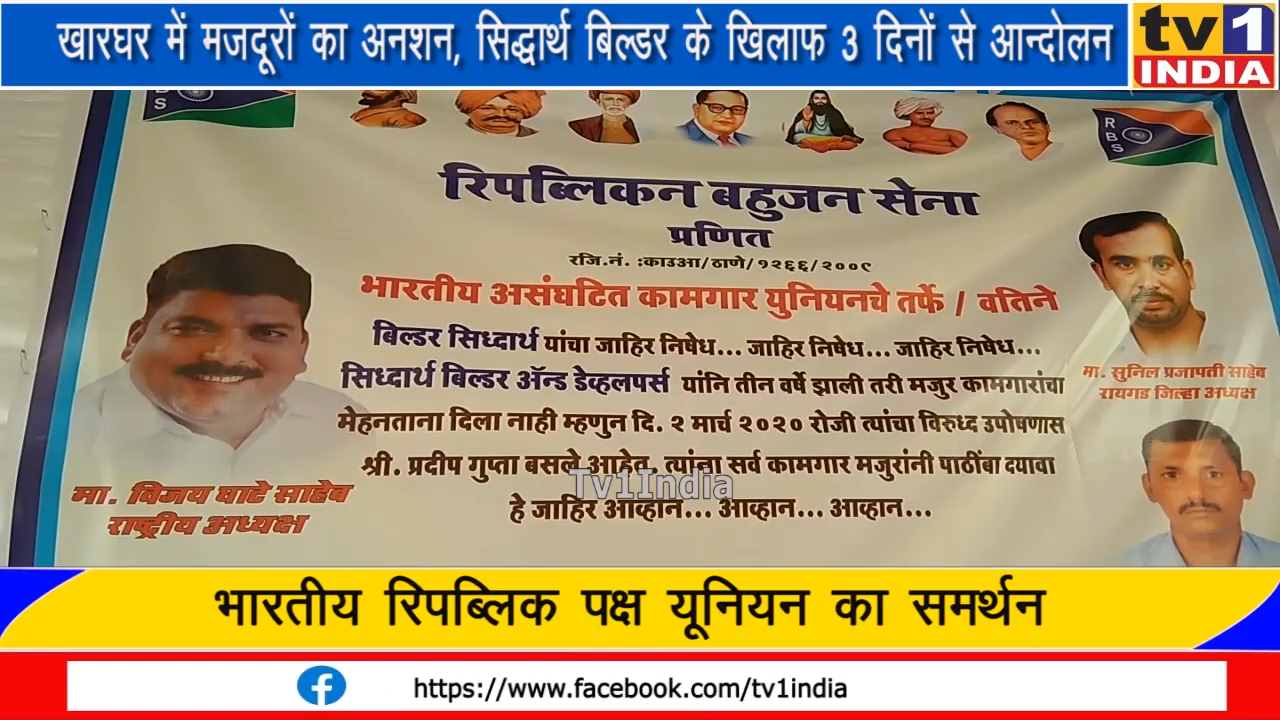 खारघर में मजदूरों का अनशन, सिद्धार्थ बिल्डर के खिलाफ 3 दिनों से आन्दोलन
tv1
INDIA
BS
RBS
रिपब्लिकन बहुजन सेना
प्रणित
रजि.नं. :काउआ/ठाणे/१२६६/२००९
भारतीय असंघटित कामगार युनियनचे तर्फे / वतिने
बिल्डर सिध्दार्थ यांचा जाहिर निषेध... जाहिर निषेध... जाहिर निषेध...
सिध्दार्थ बिल्डर ॲन्ड डेव्हलपर्स यांनि तीन वर्षे झाली तरी मजुर कामगारांचा
मेहनताना दिला नाही म्हणुन दि. २ मार्च २०२० रोजी त्यांचा विरुध्द उपोषणास
श्री. प्रदीप गुप्ता बसले आहेत. त्यांना सर्व कामगार मजुरांनी पाठींबा दयावा
हे जाहिर आव्हान... आव्हान... आव्हान...
Tv1India
मा. विजय घाटे साहेब
राष्ट्रीय अध्यक्ष
मा. सुनिल प्रजापती साहेब
रायगड जिल्हा अध्यक्ष
भारतीय रिपब्लिक पक्ष यूनियन का समर्थन
https://www.facebook.com/tv1india